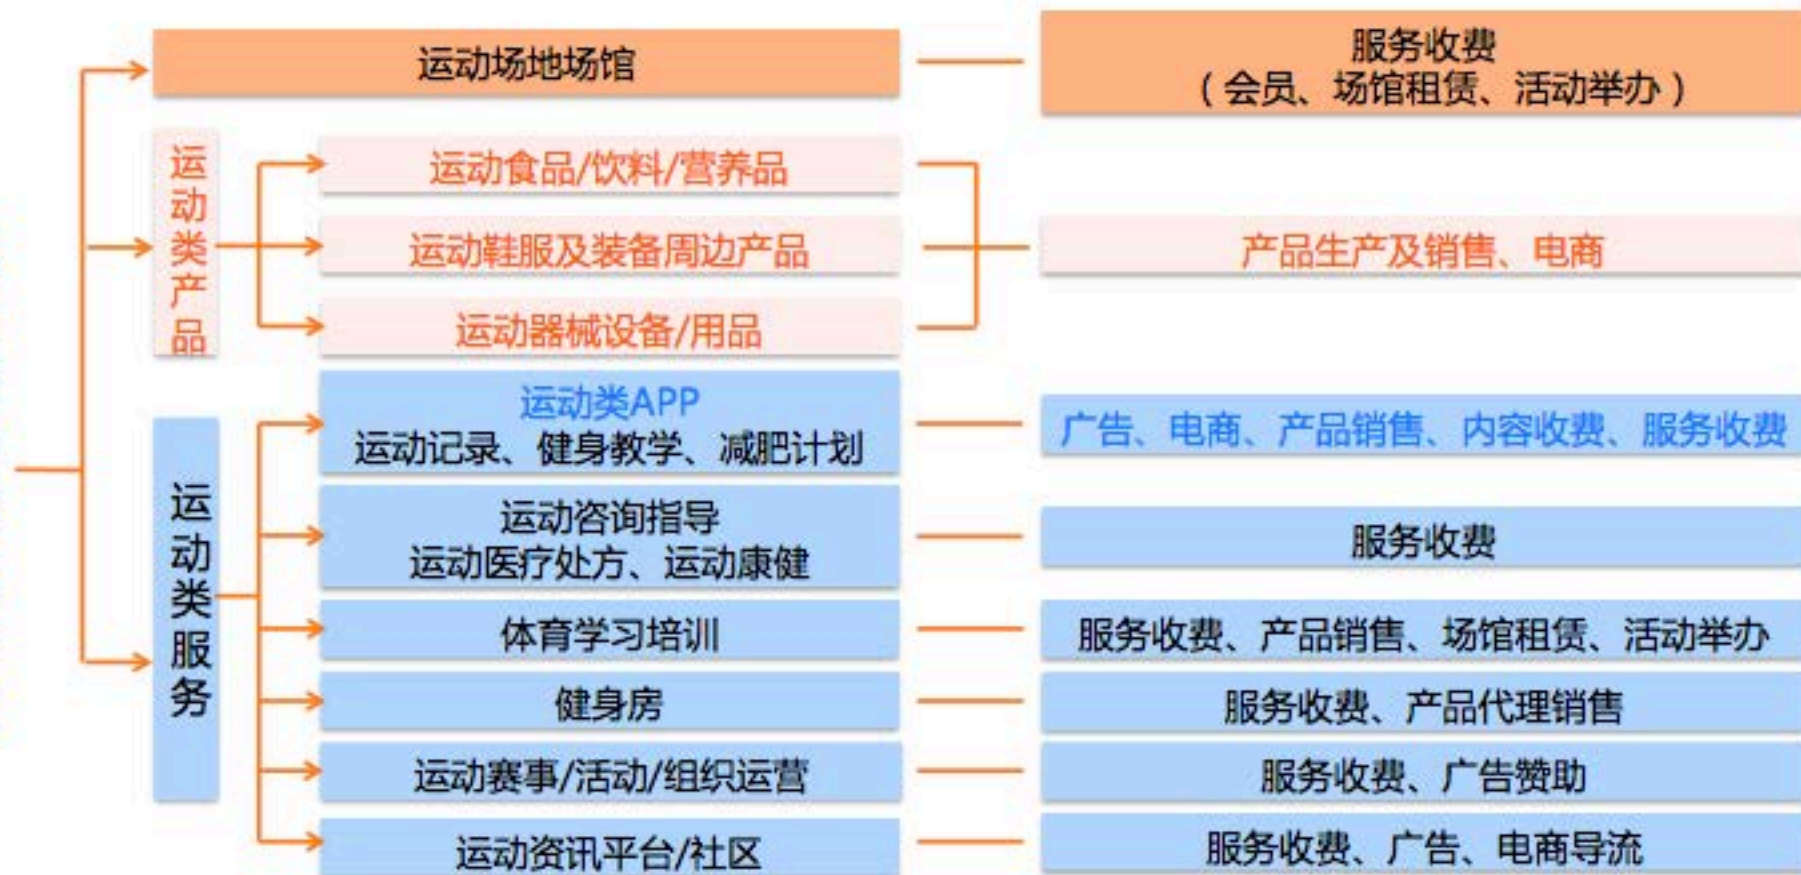 运动场地场馆
服务收费
（会员、场馆租赁、活动举办）
运动类产品
运动食品/饮料/营养品
运动鞋服及装备周边产品
产品生产及销售、电商
运动器械设备/用品
运动类服务
运动类APP
运动记录、健身教学、减肥计划
广告、电商、产品销售、内容收费、服务收费
运动咨询指导
运动医疗处方、运动康健
服务收费
体育学习培训
服务收费、产品销售、场馆租赁、活动举办
健身房
服务收费、产品代理销售
运动赛事/活动/组织运营
服务收费、广告赞助
运动资讯平台/社区
服务收费、广告、电商导流